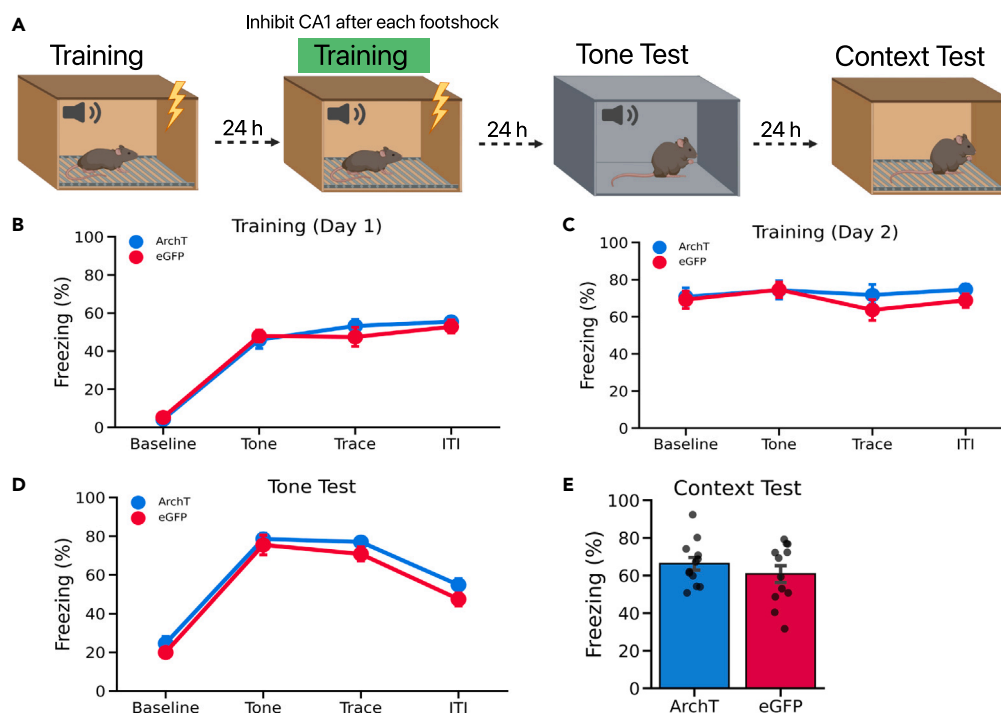 A
Inhibit CA1 after each footshock
Training
Training
Tone Test
Context Test
24 h
24 h
24 h
B
Training (Day 1)
ArchT
eGFP
Freezing (%)
100
80
60
40
20
0
Baseline
Tone
Trace
ITI
C
Training (Day 2)
ArchT
eGFP
Freezing (%)
100
80
60
40
20
0
Baseline
Tone
Trace
ITI
D
Tone Test
ArchT
eGFP
Freezing (%)
100
80
60
40
20
0
Baseline
Tone
Trace
ITI
E
Context Test
Freezing (%)
100
80
60
40
20
0
ArchT
eGFP